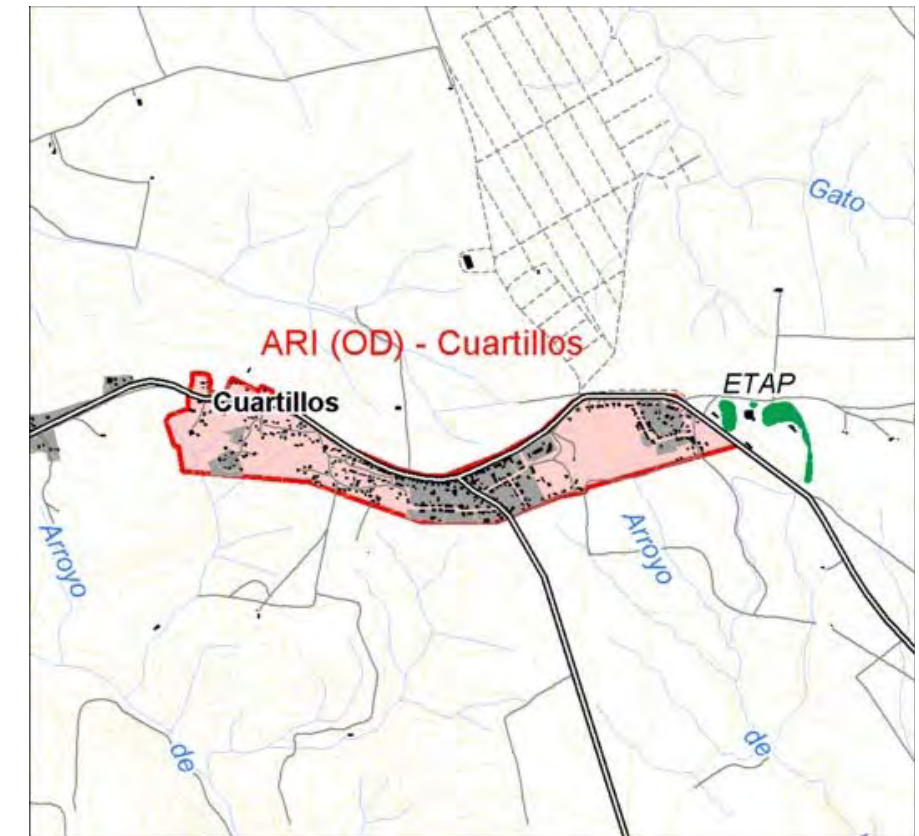 Gato
ARI (OD) - Cuartillos
ETAP
Cuartillos
Arroyo
Arroyo
de
de